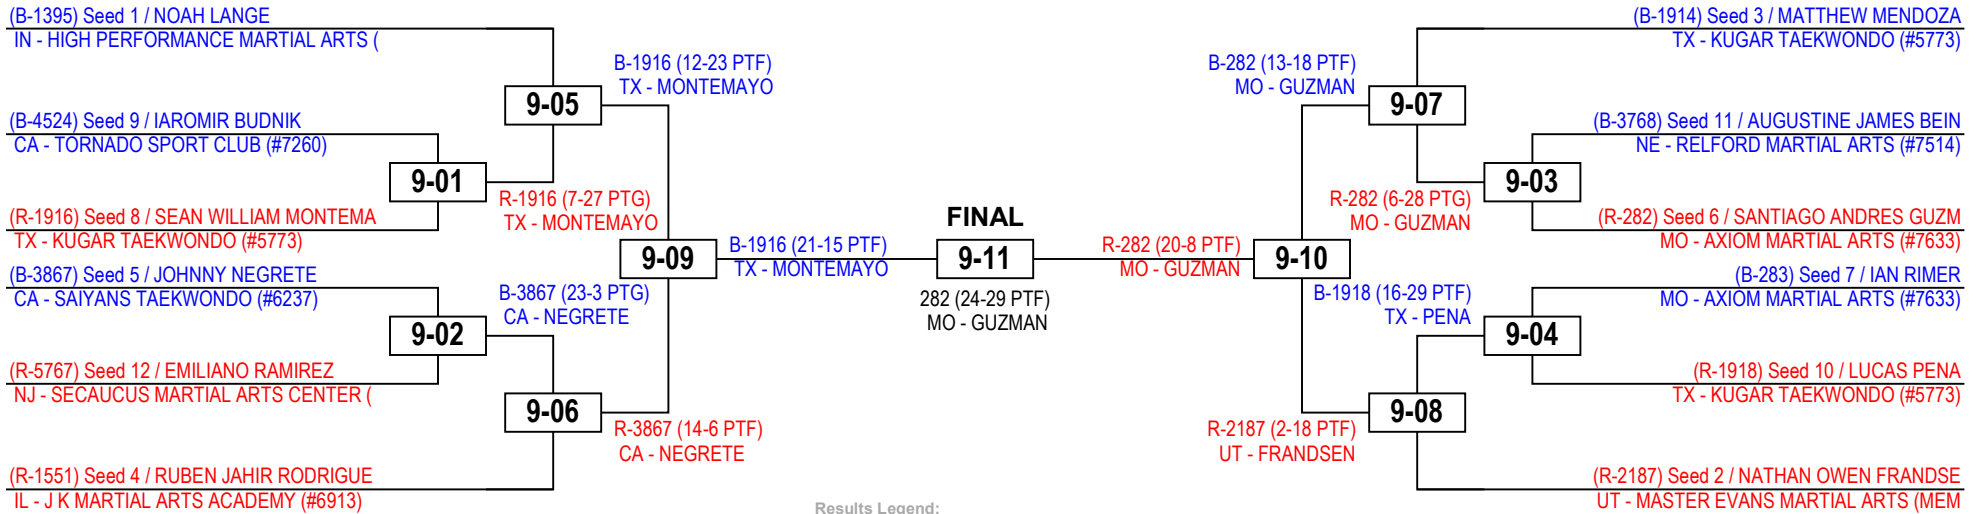 (B-1395) Seed 1 / NOAH LANGE
IN - HIGH PERFORMANCE MARTIAL ARTS (
(B-4524) Seed 9 / IAROMIR BUDNIK
CA - TORNADO SPORT CLUB (#7260)
(R-1916) Seed 8 / SEAN WILLIAM MONTEMA
TX - KUGAR TAEKWONDO (#5773)
(B-3867) Seed 5 / JOHNNY NEGRETE
CA - SAIYANS TAEKWONDO (#6237)
(R-5767) Seed 12 / EMILIANO RAMIREZ
NJ - SECAUCUS MARTIAL ARTS CENTER (
(R-1551) Seed 4 / RUBEN JAHIR RODRIGUE
IL - J K MARTIAL ARTS ACADEMY (#6913)
9-01
9-02
B-1916 (12-23 PTF)
TX - MONTEMAYO
9-05
R-1916 (7-27 PTG)
TX - MONTEMAYO
B-3867 (23-3 PTG)
CA - NEGRETE
9-06
R-3867 (14-6 PTF)
CA - NEGRETE
9-09
B-1916 (21-15 PTF)
TX - MONTEMAYO
FINAL
9-11
282 (24-29 PTF)
MO - GUZMAN
R-282 (20-8 PTF)
MO - GUZMAN
9-10
B-282 (13-18 PTF)
MO - GUZMAN
9-07
R-282 (6-28 PTG)
MO - GUZMAN
B-1918 (16-29 PTF)
TX - PENA
9-08
R-2187 (2-18 PTF)
UT - FRANDSEN
9-03
9-04
(B-1914) Seed 3 / MATTHEW MENDOZA
TX - KUGAR TAEKWONDO (#5773)
(B-3768) Seed 11 / AUGUSTINE JAMES BEIN
NE - RELFORD MARTIAL ARTS (#7514)
(R-282) Seed 6 / SANTIAGO ANDRES GUZM
MO - AXIOM MARTIAL ARTS (#7633)
(B-283) Seed 7 / IAN RIMER
MO - AXIOM MARTIAL ARTS (#7633)
(R-1918) Seed 10 / LUCAS PENA
TX - KUGAR TAEKWONDO (#5773)
(R-2187) Seed 2 / NATHAN OWEN FRANDSE
UT - MASTER EVANS MARTIAL ARTS (MEM
Results Legend: